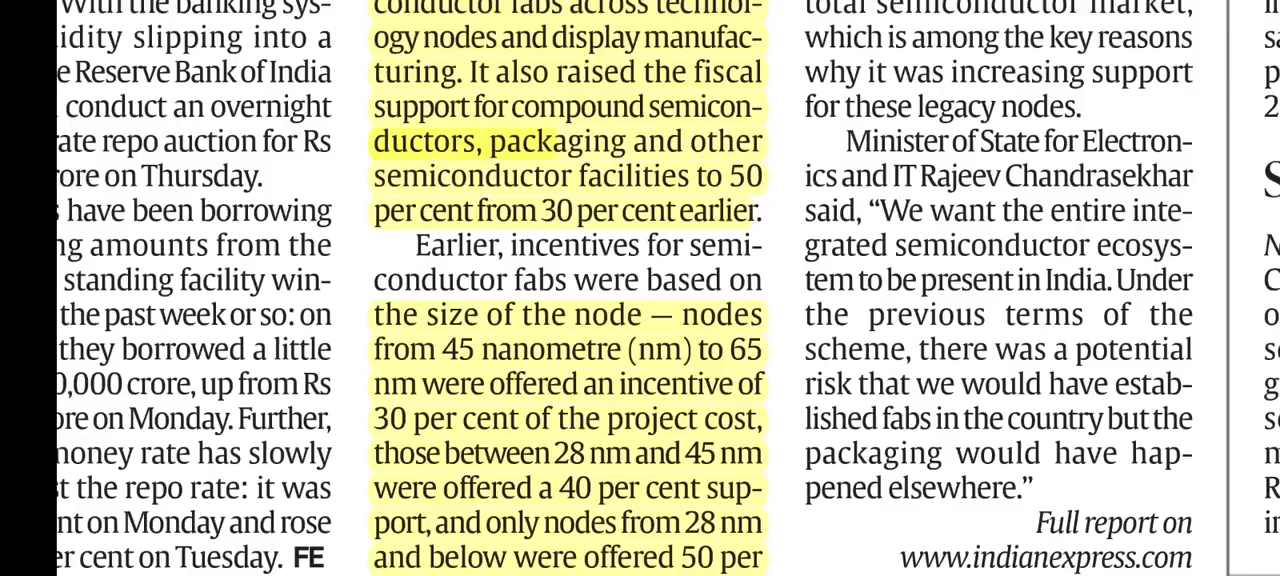 With the banking sys-
slipping into a
Reserve Bank of India
conduct an overnight
repo auction for Rs
on Thursday.
have been borrowing
amounts from the
standing facility win-
the past week or so: on
they borrowed a little
crore, up from Rs
on Monday. Further,
rate has slowly
the repo rate: it was
on Monday and rose
cent on Tuesday. FE
conductor fabs across technol-
ogy nodes and display manufac-
turing. It also raised the fiscal
support for compound semicon-
ductors, packaging and other
semiconductor facilities to 50
per cent from 30 per cent earlier.
Earlier, incentives for semi-
conductor fabs were based on
the size of the node — nodes
from 45 nanometre (nm) to 65
nm were offered an incentive of
30 per cent of the project cost,
those between 28 nm and 45 nm
were offered a 40 per cent sup-
port, and only nodes from 28 nm
and below were offered 50 per
total semiconductor market,
which is among the key reasons
why it was increasing support
for these legacy nodes.
Minister of State for Electron-
ics and IT Rajeev Chandrasekhar
said, “We want the entire inte-
grated semiconductor ecosys-
tem to be present in India. Under
the previous terms of the
scheme, there was a potential
risk that we would have estab-
lished fabs in the country but the
packaging would have hap-
pened elsewhere.”
Full report on
www.indianexpress.com